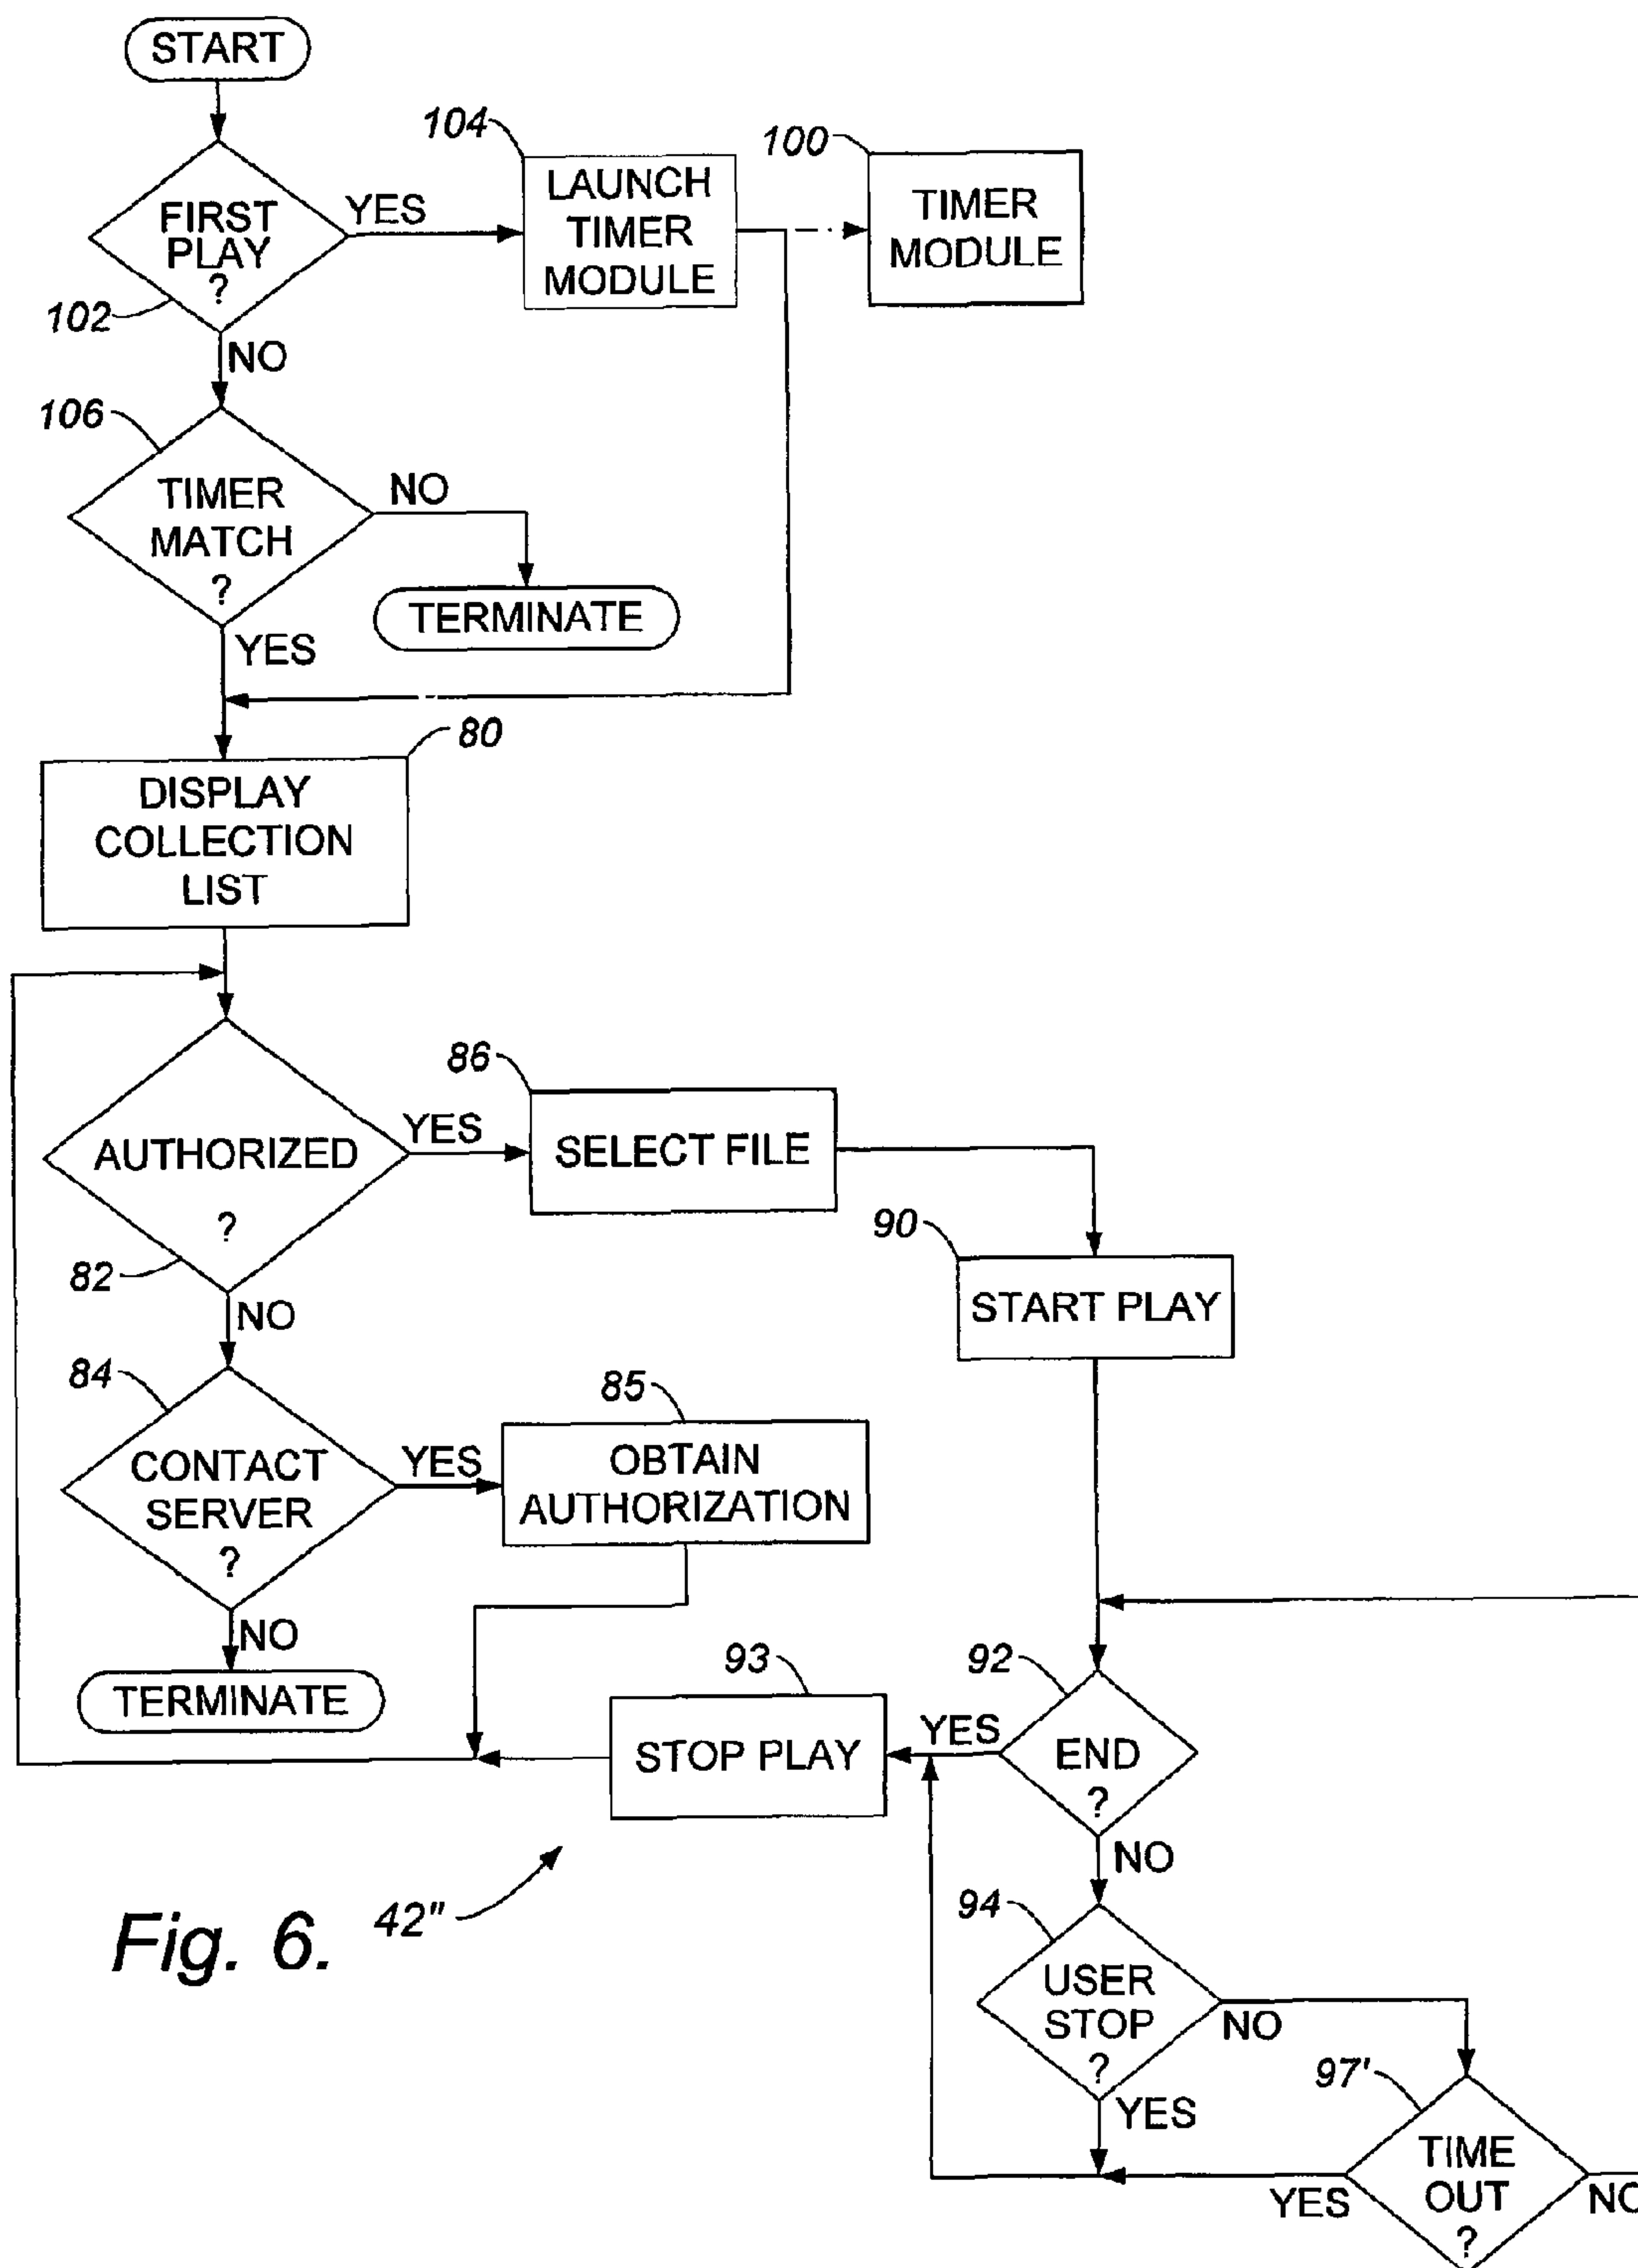 START
104
100
FIRST
PLAY
?
YES
LAUNCH
TIMER
MODULE
TIMER
MODULE
102
NO
106
TIMER
MATCH
?
NO
TERMINATE
YES
80
DISPLAY
COLLECTION
LIST
86
AUTHORIZED
?
YES
SELECT FILE
90
82
NO
START PLAY
84
85
CONTACT
SERVER
?
YES
OBTAIN
AUTHORIZATION
NO
93
92
TERMINATE
STOP PLAY
YES
END
?
NO
Fig. 6.
42"
94
USER
STOP
?
NO
97'
YES
TIME
OUT
?
YES